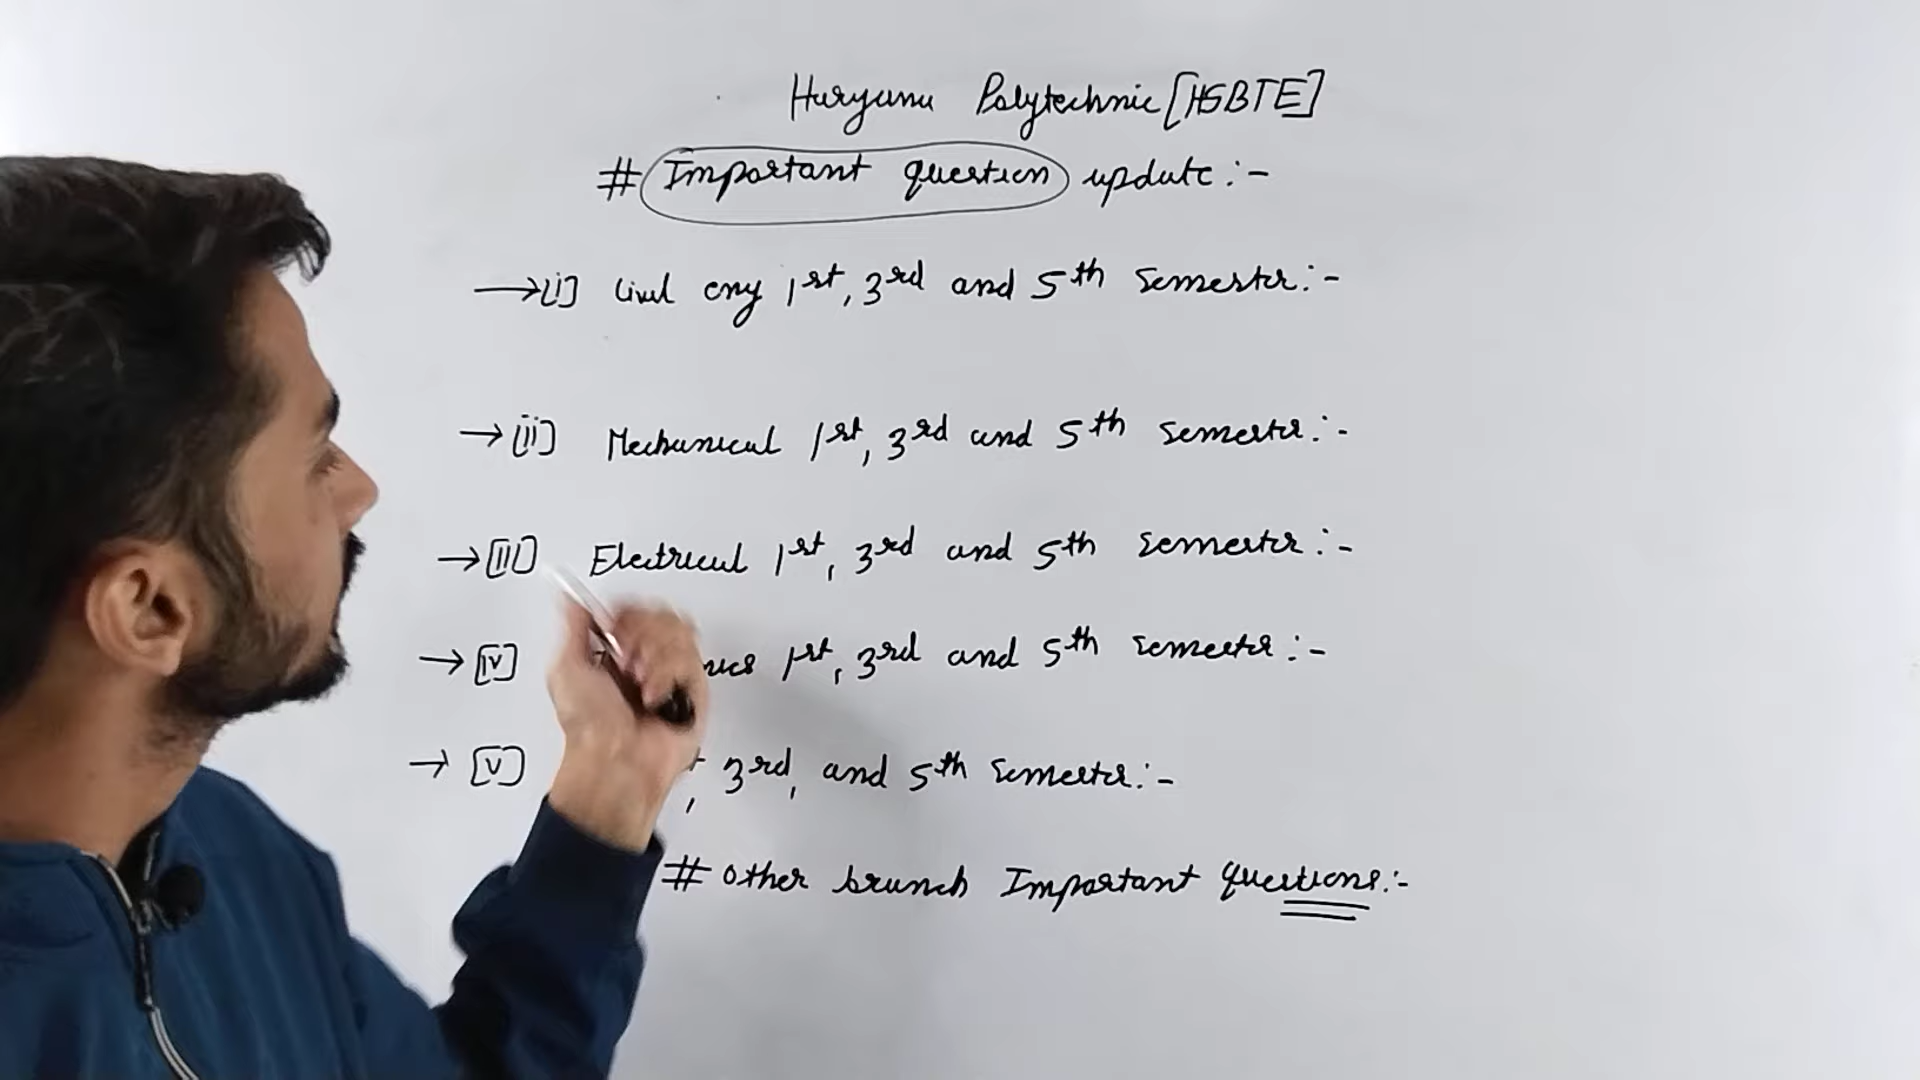 Haryana Polytechnic [HSBTE]
# Important question update :-
→ [i] Civil eng 1st, 3rd and 5th Semester :-
→ [ii] Mechanical 1st, 3rd and 5th Semester :-
→ [iii] Electrical 1st, 3rd and 5th Semester :-
→ [iv] 1st, 3rd and 5th Semester :-
→ [v] , 3rd, and 5th Semester :-
# Other branch Important questions :-